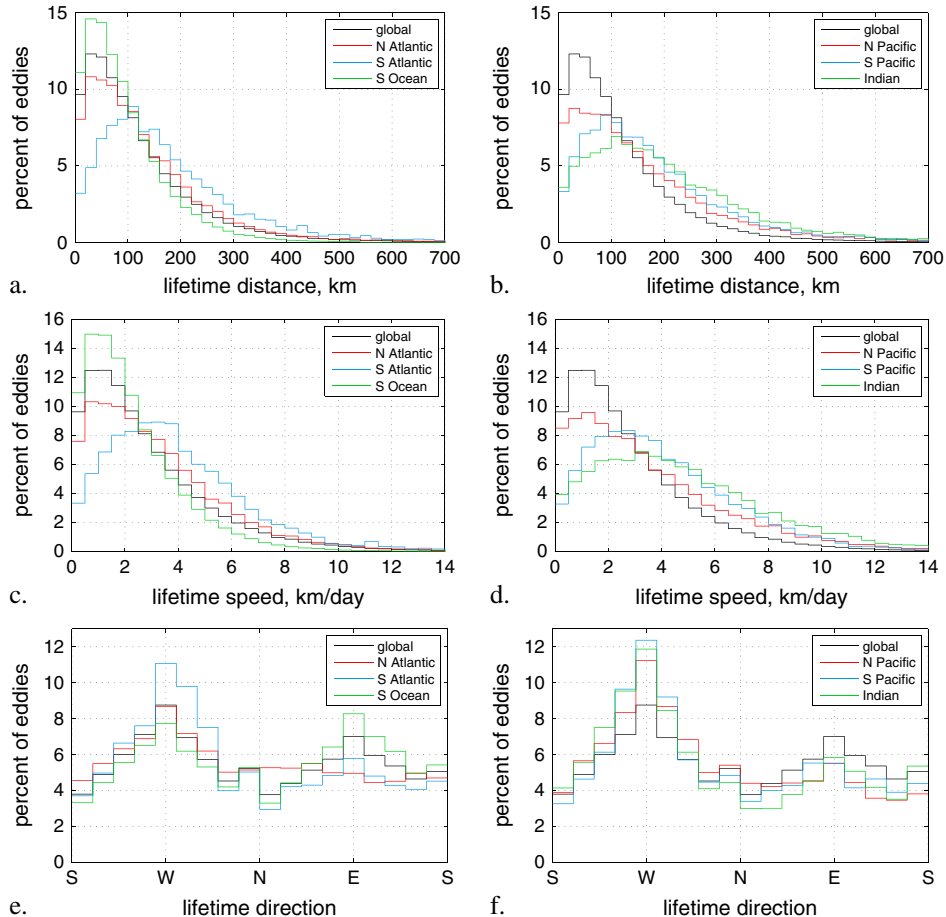 15
10
5
0
percent of eddies
global
N Atlantic
S Atlantic
S Ocean
0 100 200 300 400 500 600 700
a. lifetime distance, km
15
10
5
0
percent of eddies
global
N Pacific
S Pacific
Indian
0 100 200 300 400 500 600 700
b. lifetime distance, km
16
14
12
10
8
6
4
2
0
percent of eddies
global
N Atlantic
S Atlantic
S Ocean
0 2 4 6 8 10 12 14
c. lifetime speed, km/day
16
14
12
10
8
6
4
2
0
percent of eddies
global
N Pacific
S Pacific
Indian
0 2 4 6 8 10 12 14
d. lifetime speed, km/day
12
10
8
6
4
2
0
percent of eddies
global
N Atlantic
S Atlantic
S Ocean
S W N E S
e. lifetime direction
12
10
8
6
4
2
0
percent of eddies
global
N Pacific
S Pacific
Indian
S W N E S
f. lifetime direction